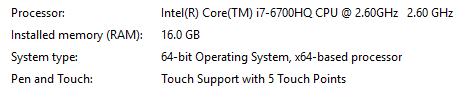 Processor: Intel(R) Core(TM) i7-6700HQ CPU @ 2.60GHz 2.60 GHz
Installed memory (RAM): 16.0 GB
System type: 64-bit Operating System, x64-based processor
Pen and Touch: Touch Support with 5 Touch Points